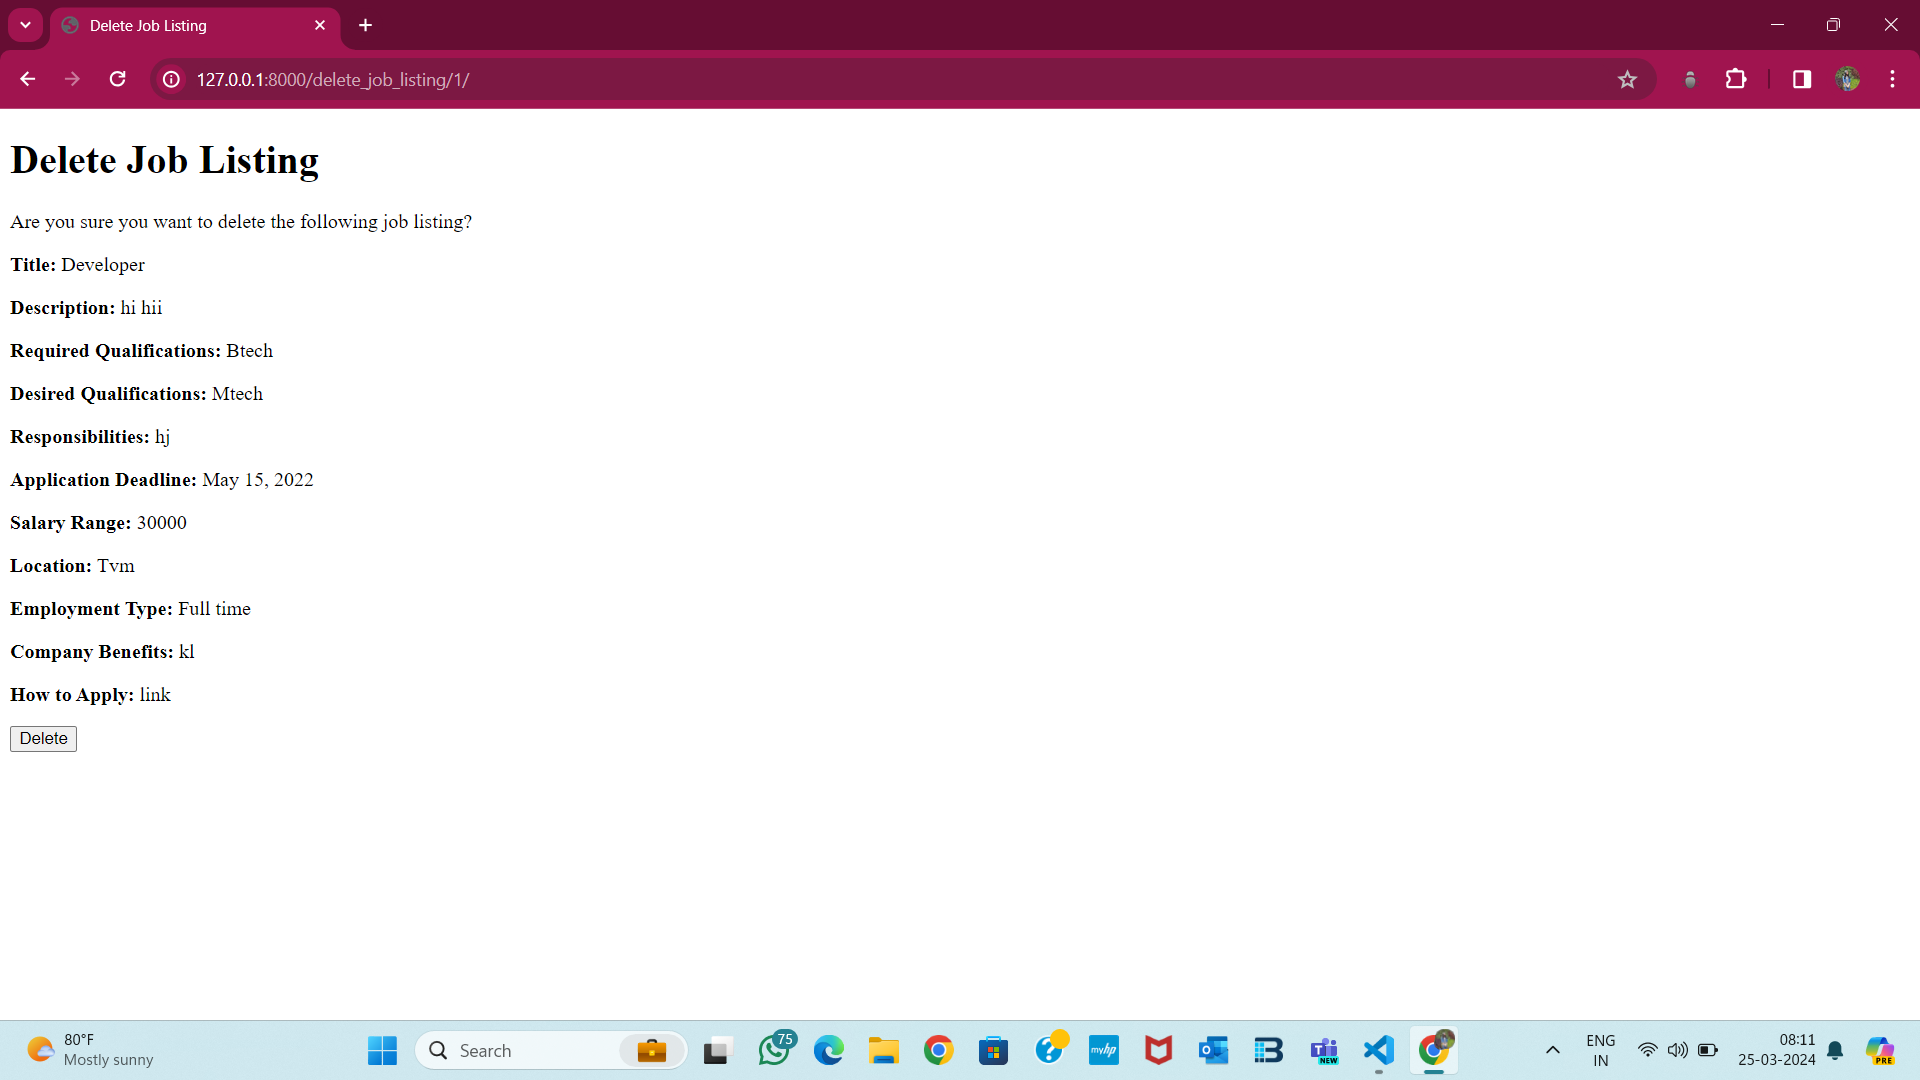 Delete Job Listing
127.0.0.1:8000/delete_job_listing/1/
Delete Job Listing
Are you sure you want to delete the following job listing?
Title: Developer
Description: hi hii
Required Qualifications: Btech
Desired Qualifications: Mtech
Responsibilities: hj
Application Deadline: May 15, 2022
Salary Range: 30000
Location: Tvm
Employment Type: Full time
Company Benefits: kl
How to Apply: link
Delete
80°F
Mostly sunny
Search
75
myhp
NEW
ENG
IN
08:11
25-03-2024
PRE